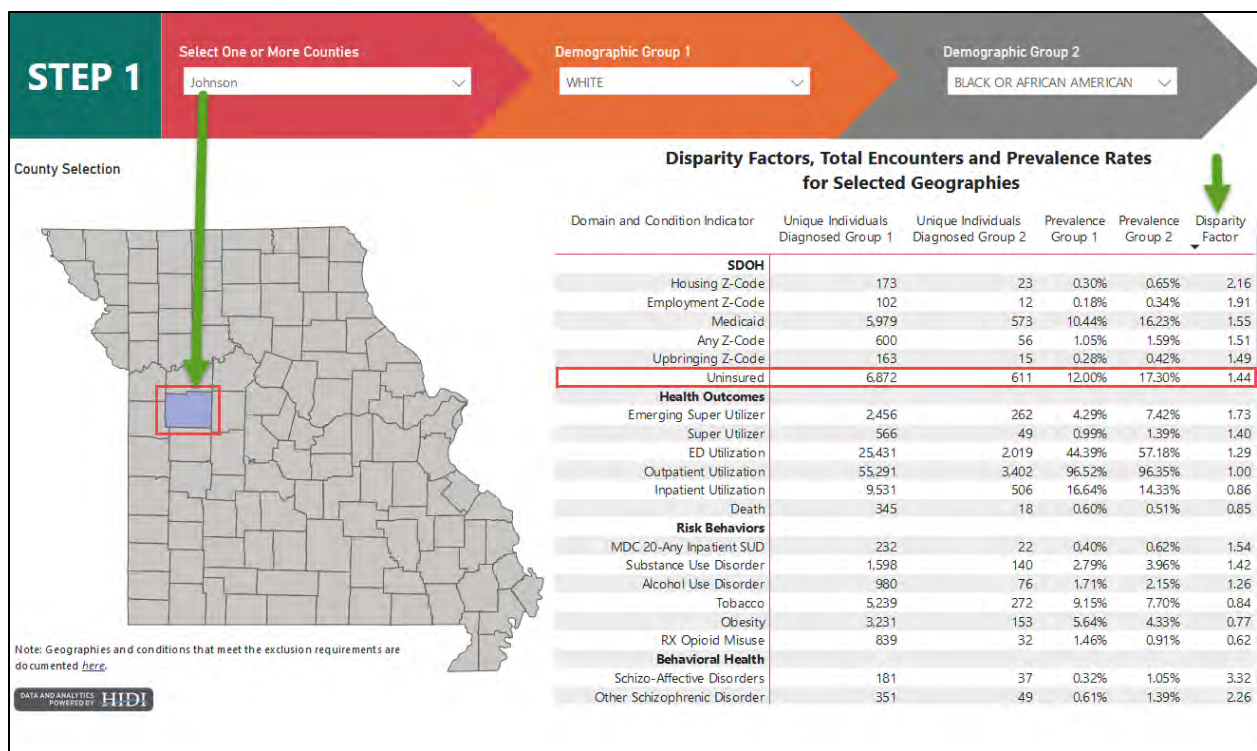 STEP 1
Select One or More Counties
Johnson
Demographic Group 1
WHITE
Demographic Group 2
BLACK OR AFRICAN AMERICAN
County Selection
Disparity Factors, Total Encounters and Prevalence Rates
for Selected Geographies
Domain and Condition Indicator Unique Individuals Diagnosed Group 1 Unique Individuals Diagnosed Group 2 Prevalence Group 1 Prevalence Group 2 Disparity Factor
SDOH
Housing Z-Code 173 23 0.30% 0.65% 2.16
Employment Z-Code 102 12 0.18% 0.34% 1.91
Medicaid 5,979 573 10.44% 16.23% 1.55
Any Z-Code 600 56 1.05% 1.59% 1.51
Upbringing Z-Code 163 15 0.28% 0.42% 1.49
Uninsured 6,872 611 12.00% 17.30% 1.44
Health Outcomes
Emerging Super Utilizer 2,456 262 4.29% 7.42% 1.73
Super Utilizer 566 49 0.99% 1.39% 1.40
ED Utilization 25,431 2,019 44.39% 57.18% 1.29
Outpatient Utilization 55,291 3,402 96.52% 96.35% 1.00
Inpatient Utilization 9,531 506 16.64% 14.33% 0.86
Death 345 18 0.60% 0.51% 0.85
Risk Behaviors
MDC 20-Any Inpatient SUD 232 22 0.40% 0.62% 1.54
Substance Use Disorder 1,598 140 2.79% 3.96% 1.42
Alcohol Use Disorder 980 76 1.71% 2.15% 1.26
Tobacco 5,239 272 9.15% 7.70% 0.84
Obesity 3,231 153 5.64% 4.33% 0.77
RX Opioid Misuse 839 32 1.46% 0.91% 0.62
Behavioral Health
Schizo-Affective Disorders 181 37 0.32% 1.05% 3.32
Other Schizophrenic Disorder 351 49 0.61% 1.39% 2.26
Note: Geographies and conditions that meet the exclusion requirements are
documented here.
DATA AND ANALYTICS
POWERED BY HIDI